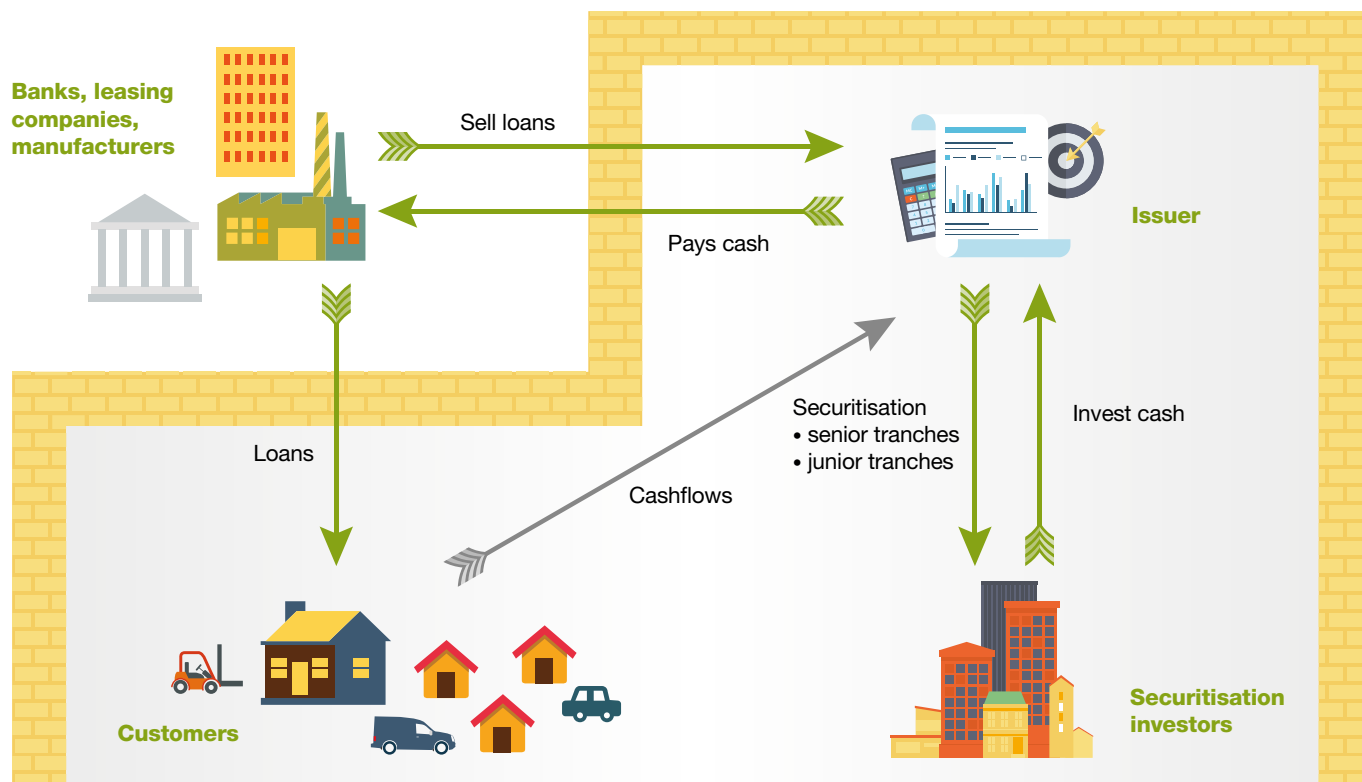 Banks, leasing
companies,
manufacturers
Sell loans
Pays cash
Issuer
Loans
Cashflows
Securitisation
• senior tranches
• junior tranches
Invest cash
Customers
Securitisation
investors